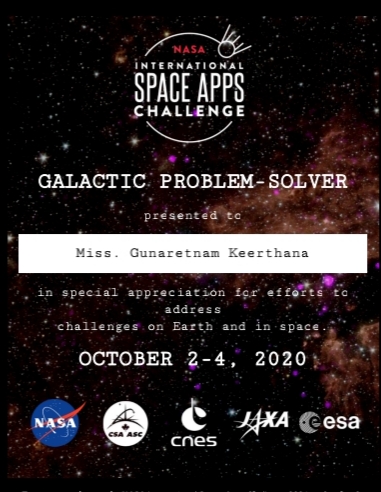 NASA
INTERNATIONAL
SPACE APPS
CHALLENGE
GALACTIC PROBLEM-SOLVER
presented to
Miss. Gunaretnam Keerthana
in special appreciation for efforts to
address
challenges on Earth and in space.
OCTOBER 2-4, 2020
NASA CSA ASC cnes JAXA esa